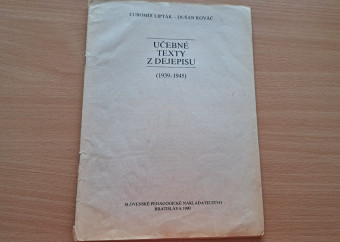 ĽUBOMÍR LIPTÁK - DUŠAN KOVÁČ
UČEBNÉ
TEXTY
Z DEJEPISU
(1939-1945)
SLOVENSKÉ PEDAGOGICKÉ NAKLADATEĽSTVO
BRATISLAVA 1990